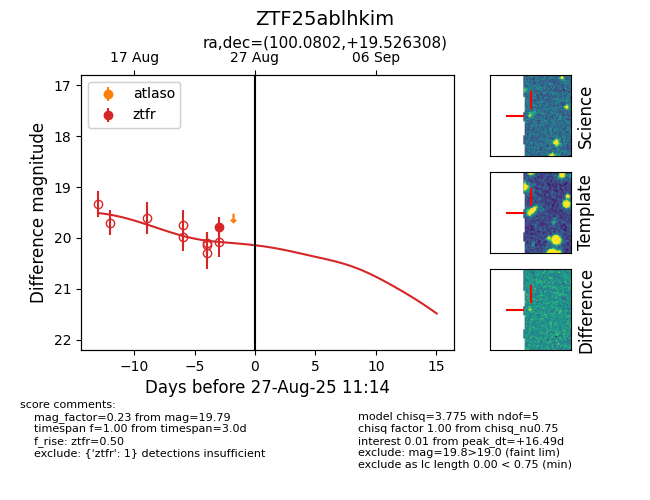 ZTF25ablhkim
ra,dec=(100.0802,+19.526308)
17 Aug 27 Aug 06 Sep
atlaso
ztfr
17
18
19
20
21
22
Difference magnitude
−10 −5 0 5 10 15
Days before 27-Aug-25 11:14
Science
Template
Difference
score comments:
mag_factor=0.23 from mag=19.79
timespan f=1.00 from timespan=3.0d
f_rise: ztfr=0.50
exclude: {'ztfr': 1} detections insufficient
model chisq=3.775 with ndof=5
chisq factor 1.00 from chisq_nu0.75
interest 0.01 from peak_dt=+16.49d
exclude: mag=19.8>19.0 (faint lim)
exclude as lc length 0.00 < 0.75 (min)